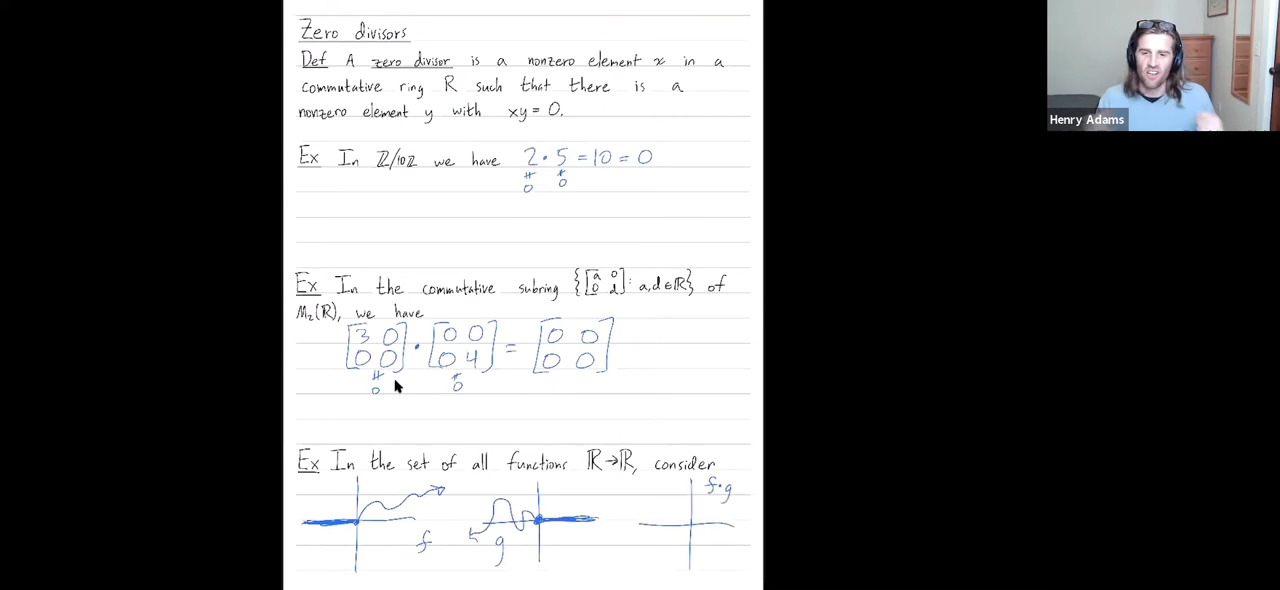 Zero divisors
Def A zero divisor is a nonzero element x in a
commutative ring R such that there is a
nonzero element y with xy = 0.
Ex In ℤ/10ℤ we have 2 · 5 = 10 = 0
≠ ≠
0 0
Ex In the commutative subring {[a 0; 0 d] : a,d ∈ ℝ} of
M₂(ℝ), we have
[3 0; 0 0] · [0 0; 0 4] = [0 0; 0 0]
≠ ≠
0 0
Ex In the set of all functions ℝ→ℝ, consider
f g f·g
Henry Adams